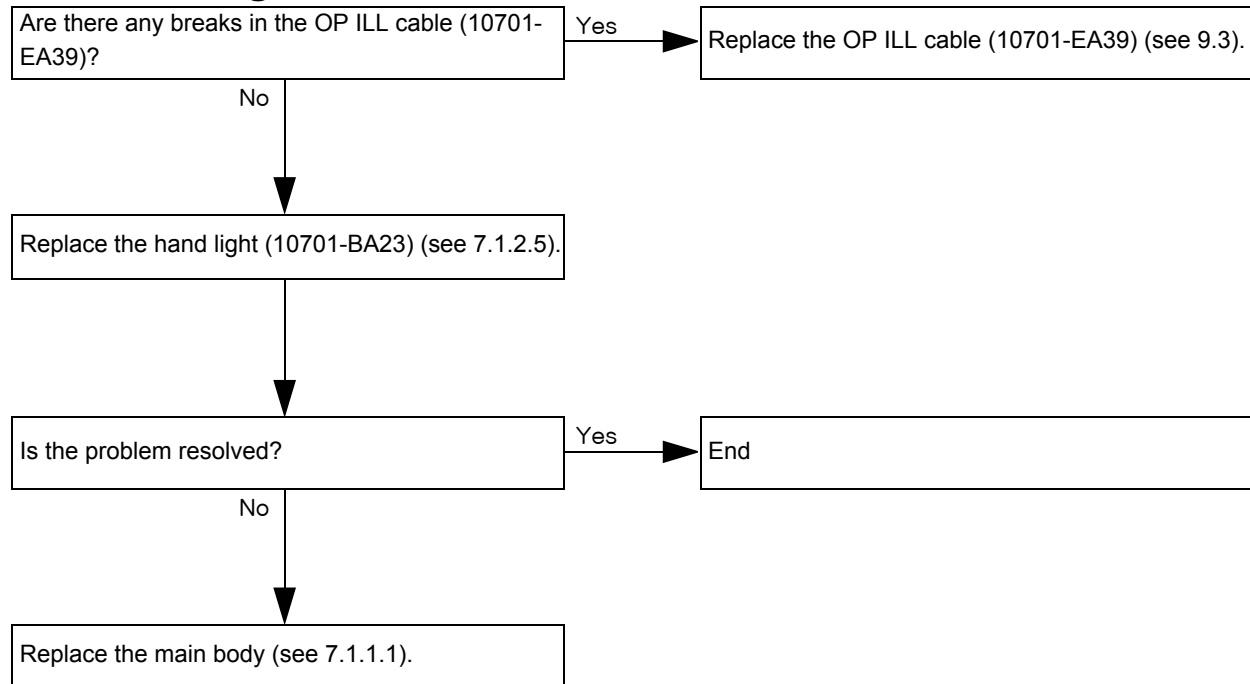 Are there any breaks in the OP ILL cable (10701-
EA39)?
Yes
Replace the OP ILL cable (10701-EA39) (see 9.3).
No
Replace the hand light (10701-BA23) (see 7.1.2.5).
Is the problem resolved?
Yes
End
No
Replace the main body (see 7.1.1.1).